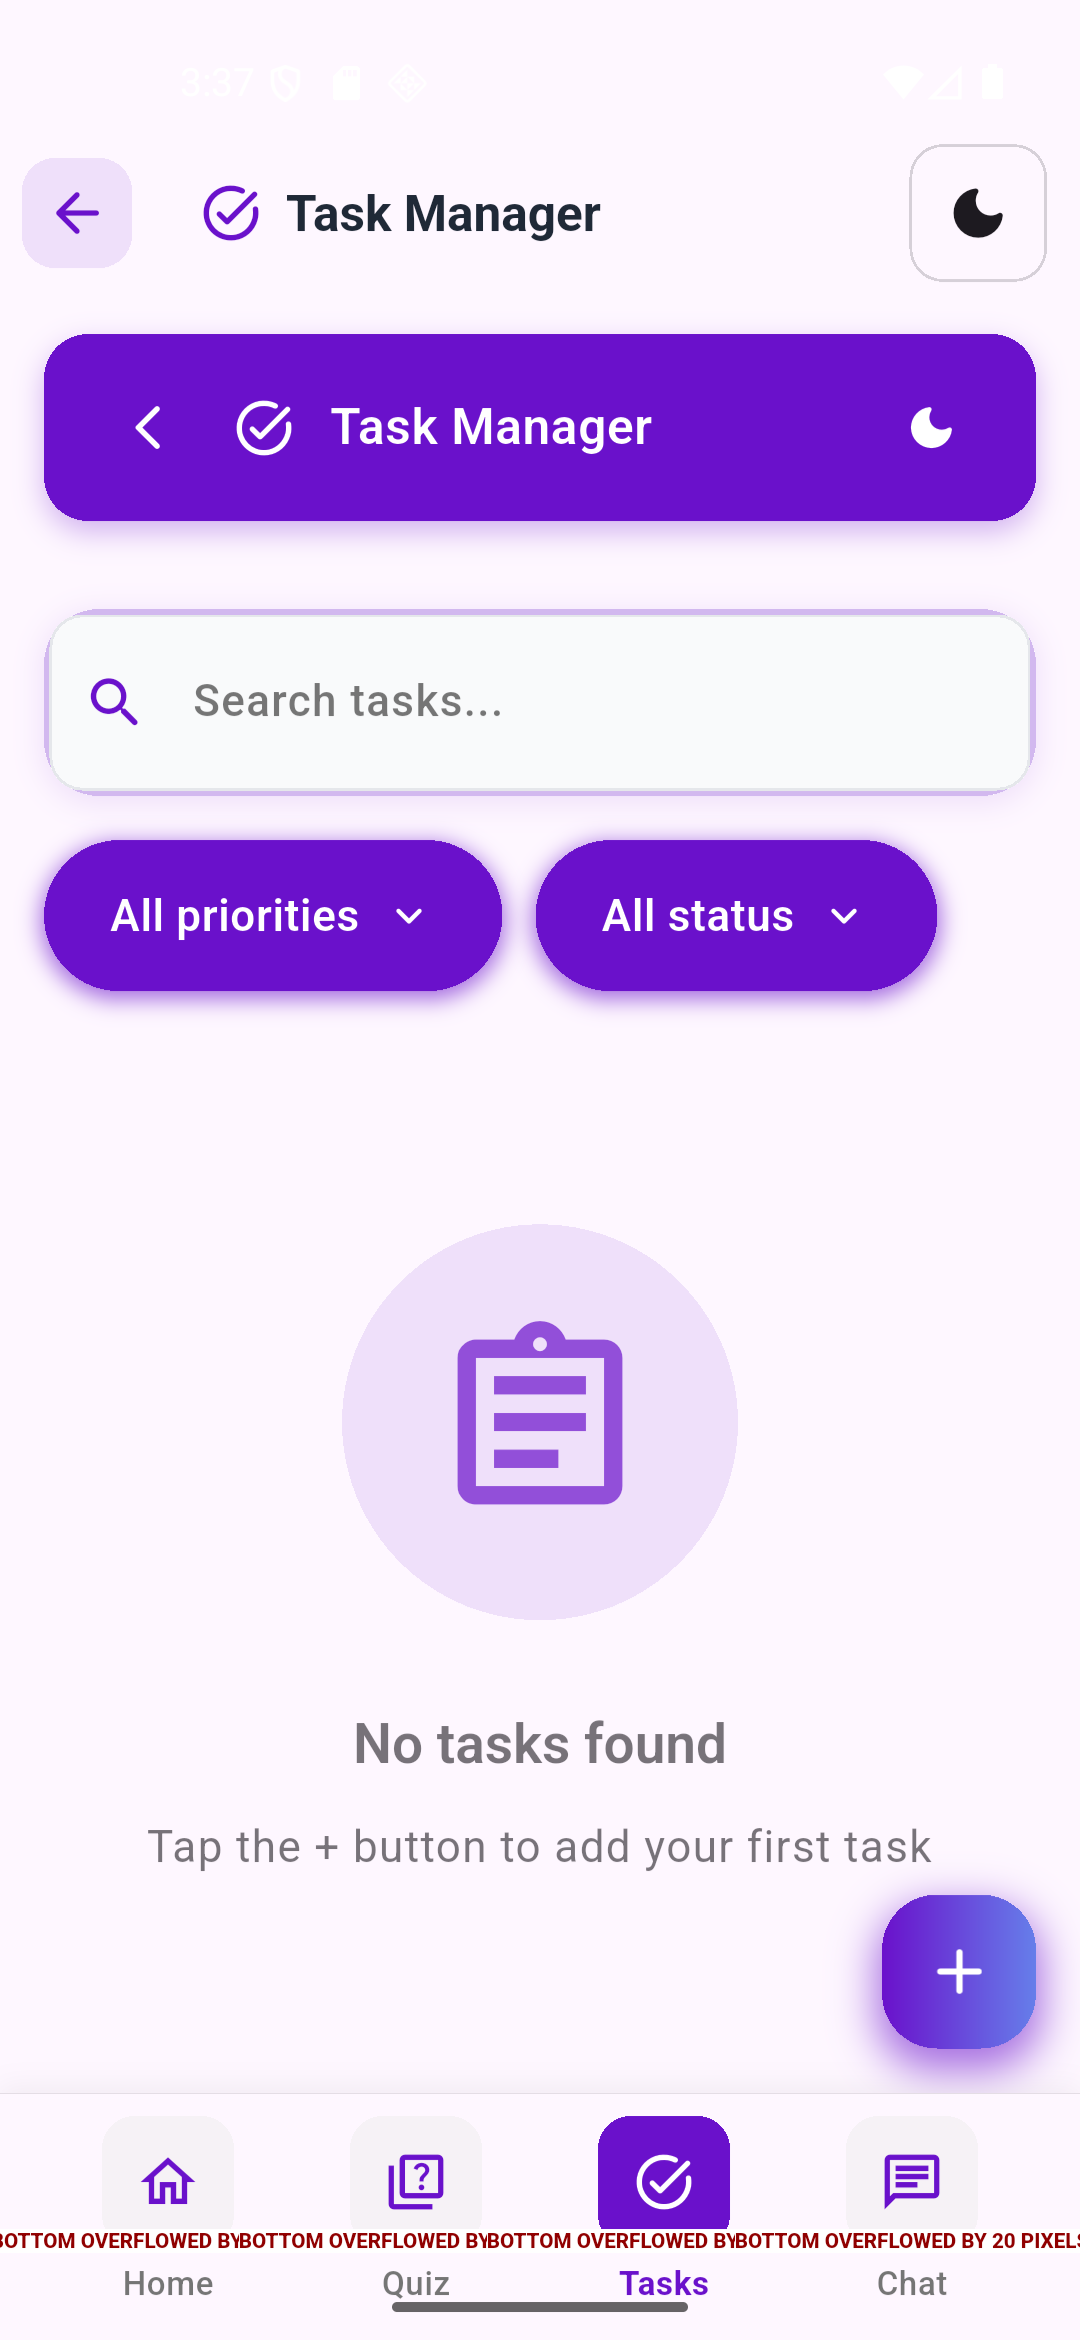 3:37
Task Manager
Task Manager
Search tasks...
All priorities
All status
No tasks found
Tap the + button to add your first task
BOTTOM OVERFLOWED BY
BOTTOM OVERFLOWED BY
BOTTOM OVERFLOWED BY
BOTTOM OVERFLOWED BY 20 PIXELS
Home
Quiz
Tasks
Chat